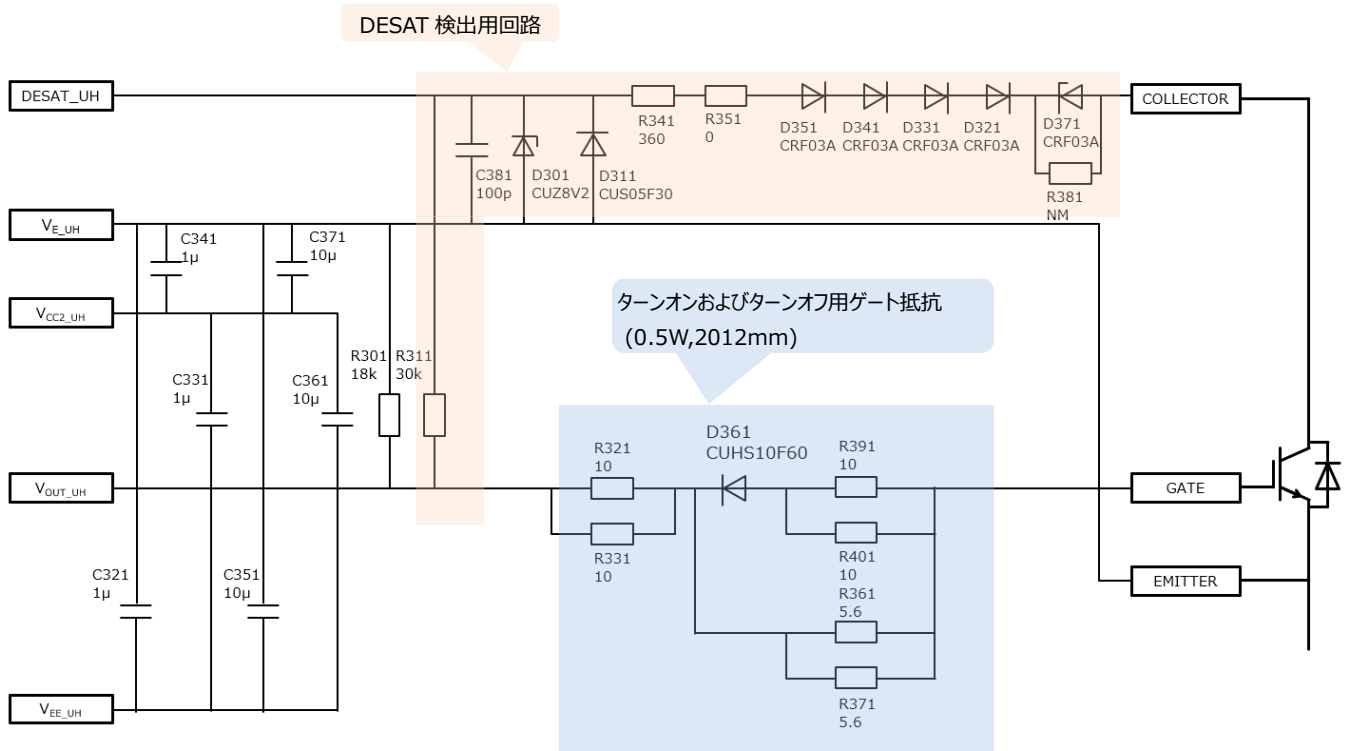 DESAT 検出用回路
DESAT_UH
COLLECTOR
R341
360
R351
0
D351
CRF03A
D341
CRF03A
D331
CRF03A
D321
CRF03A
D371
CRF03A
C381
100p
D301
CUZ8V2
D311
CUS05F30
R381
NM
VE_UH
C341
1μ
C371
10μ
ターンオンおよびターンオフ用ゲート抵抗
(0.5W,2012mm)
VCC2_UH
R301
18k
R311
30k
C331
1μ
C361
10μ
D361
CUHS10F60
R321
10
R391
10
VOUT_UH
GATE
R331
10
R401
10
C321
1μ
C351
10μ
EMITTER
R361
5.6
R371
5.6
VEE_UH